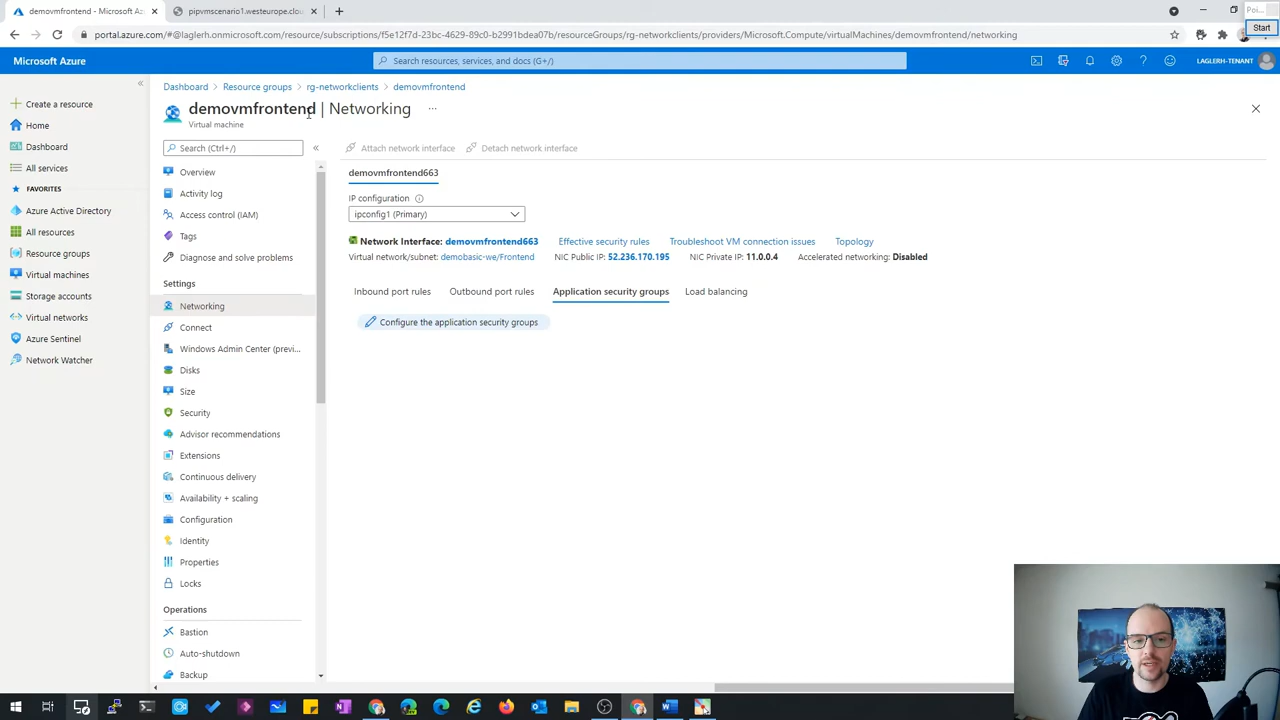 demovmfrontend - Microsoft Azure
pipvmscenario1.westeurope.cloud
Poi...
Start
portal.azure.com/#@laglerh.onmicrosoft.com/resource/subscriptions/f5e12f7d-23bc-4629-89c0-b2991bdea07b/resourceGroups/rg-networkclients/providers/Microsoft.Compute/virtualMachines/demovmfrontend/networking
Microsoft Azure
Search resources, services, and docs (G+/)
LAGLERH-TENANT
Create a resource
Home
Dashboard
All services
FAVORITES
Azure Active Directory
All resources
Resource groups
Virtual machines
Storage accounts
Virtual networks
Azure Sentinel
Network Watcher
Dashboard > Resource groups > rg-networkclients > demovmfrontend
demovmfrontend | Networking ...
Virtual machine
Search (Ctrl+/)
Overview
Activity log
Access control (IAM)
Tags
Diagnose and solve problems
Settings
Networking
Connect
Windows Admin Center (previ...
Disks
Size
Security
Advisor recommendations
Extensions
Continuous delivery
Availability + scaling
Configuration
Identity
Properties
Locks
Operations
Bastion
Auto-shutdown
Backup
Attach network interface
Detach network interface
demovmfrontend663
IP configuration
ipconfig1 (Primary)
Network Interface: demovmfrontend663 Effective security rules Troubleshoot VM connection issues Topology
Virtual network/subnet: demobasic-we/Frontend NIC Public IP: 52.236.170.195 NIC Private IP: 11.0.0.4 Accelerated networking: Disabled
Inbound port rules Outbound port rules Application security groups Load balancing
Configure the application security groups